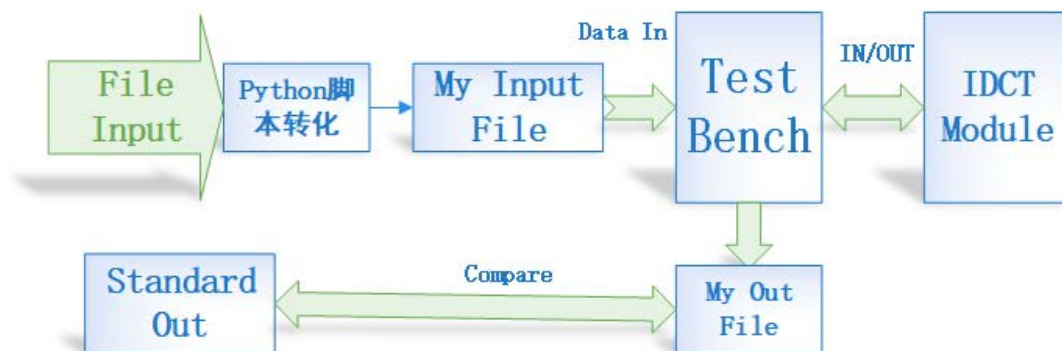 File
Input
Python脚
本转化
My Input
File
Data In
Test
Bench
IN/OUT
IDCT
Module
Standard
Out
Compare
My Out
File